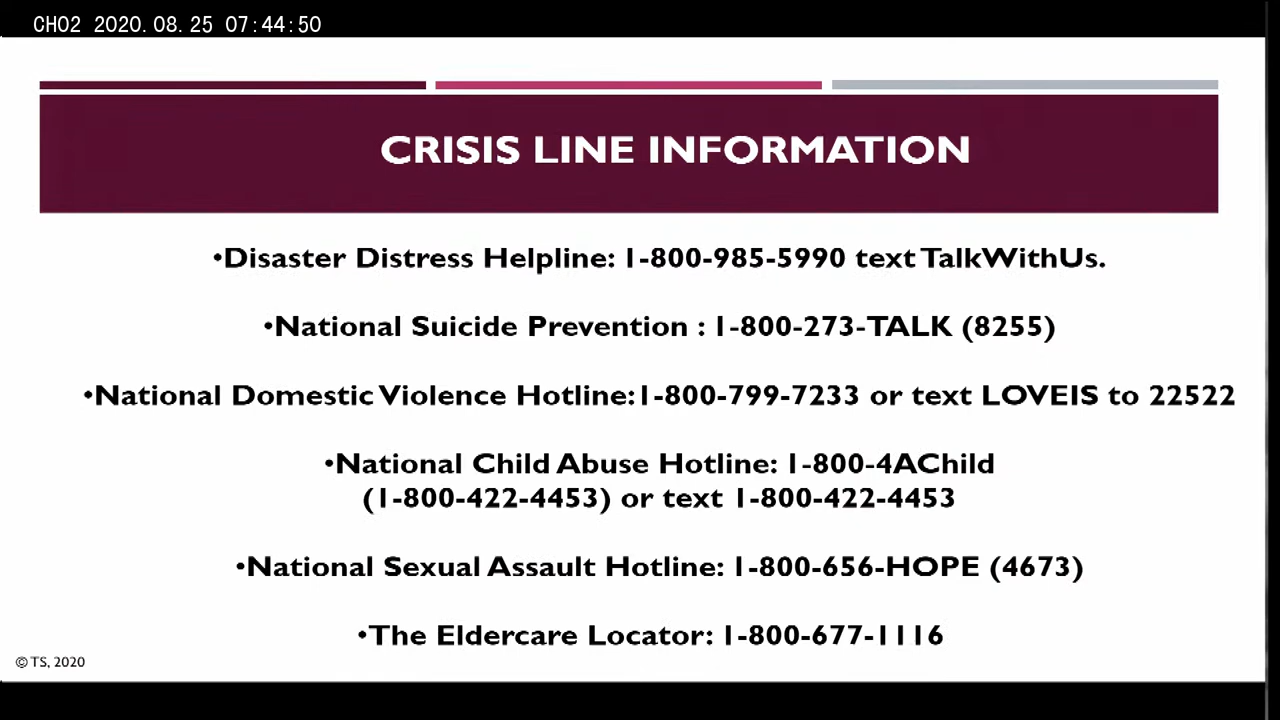 CH02 2020.08.25 07:44:50
CRISIS LINE INFORMATION
•Disaster Distress Helpline: 1-800-985-5990 text TalkWithUs.
•National Suicide Prevention : 1-800-273-TALK (8255)
•National Domestic Violence Hotline:1-800-799-7233 or text LOVEIS to 22522
•National Child Abuse Hotline: 1-800-4AChild
(1-800-422-4453) or text 1-800-422-4453
•National Sexual Assault Hotline: 1-800-656-HOPE (4673)
•The Eldercare Locator: 1-800-677-1116
© TS, 2020